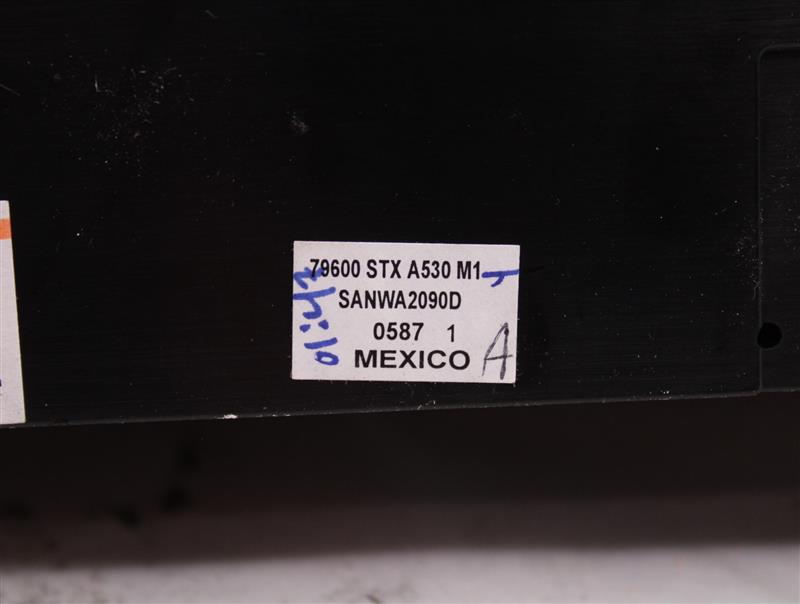 79600 STX A530 M1
SANWA2090D
0587 1
MEXICO A